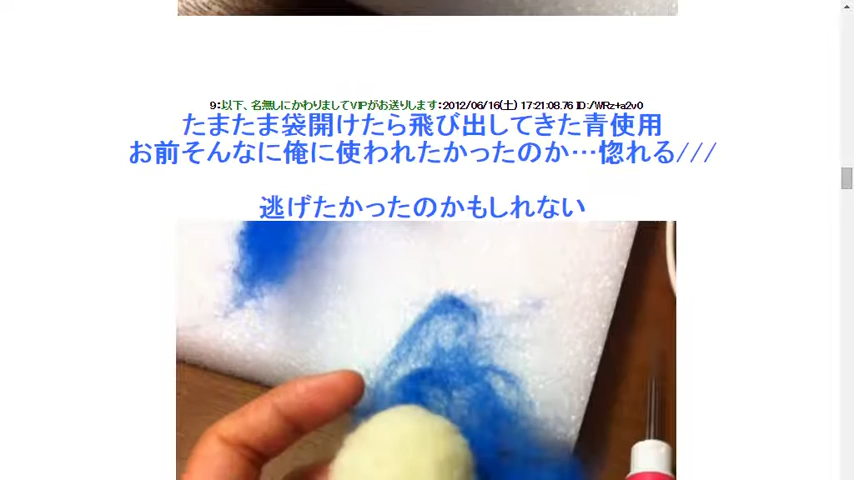 9：以下、名無しにかわりましてVIPがお送りします：2012/06/16(土) 17:21:08.76 ID:/WRz+a2v0
たまたま袋開けたら飛び出してきた青使用
お前そんなに俺に使われたかったのか…惚れる///
逃げたかったのかもしれない